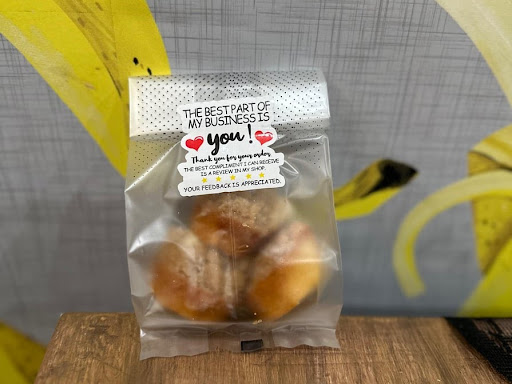 THE BEST PART OF
MY BUSINESS IS
you!
Thank you for your order
THE BEST COMPLIMENT I CAN RECEIVE
IS A REVIEW IN MY SHOP.
YOUR FEEDBACK IS APPRECIATED.